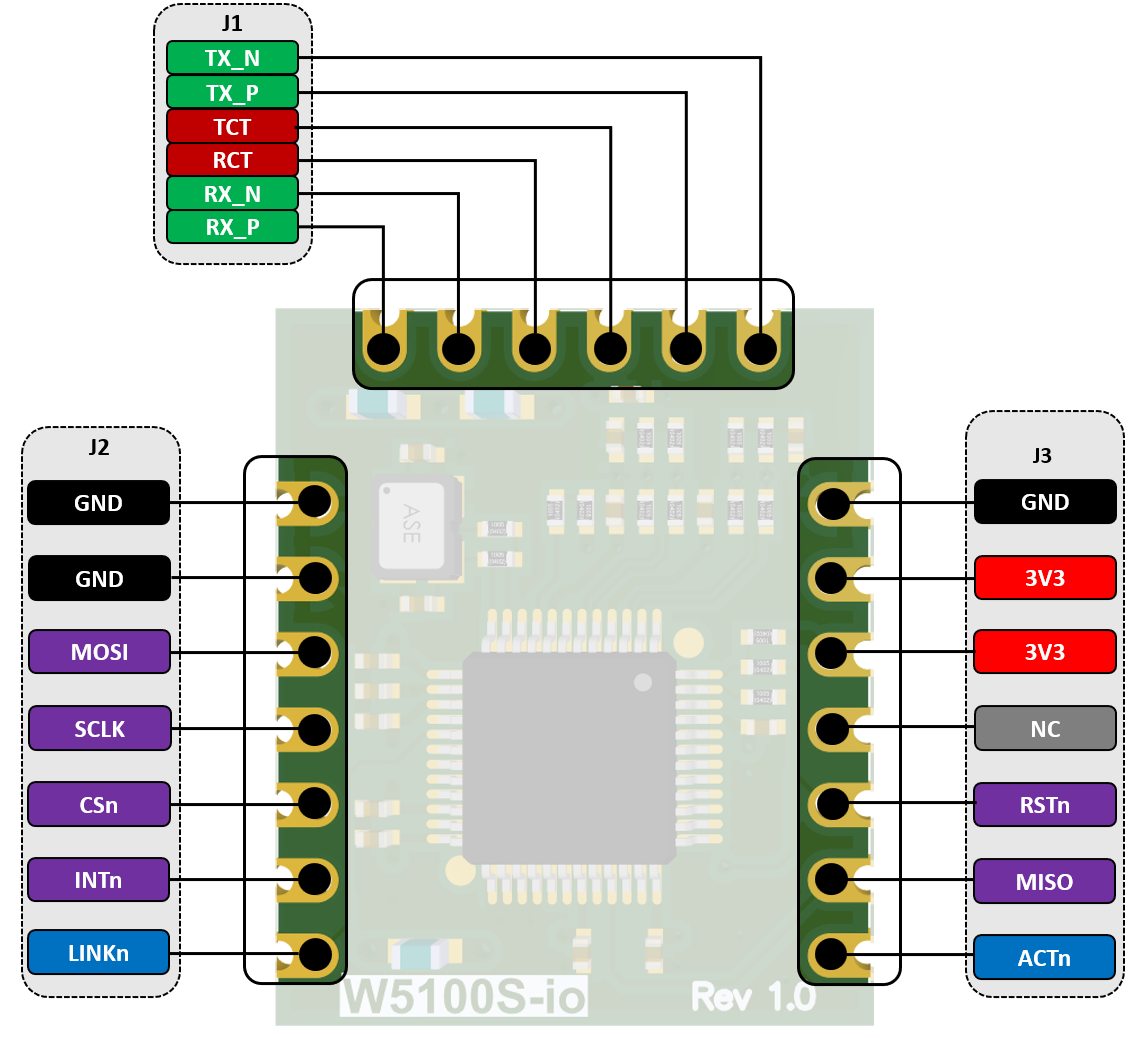 J1
TX_N
TX_P
TCT
RCT
RX_N
RX_P
J2
GND
GND
MOSI
SCLK
CSn
INTn
LINKn
J3
GND
3V3
3V3
NC
RSTn
MISO
ACTn
ASE
W5100S-io
Rev 1.0